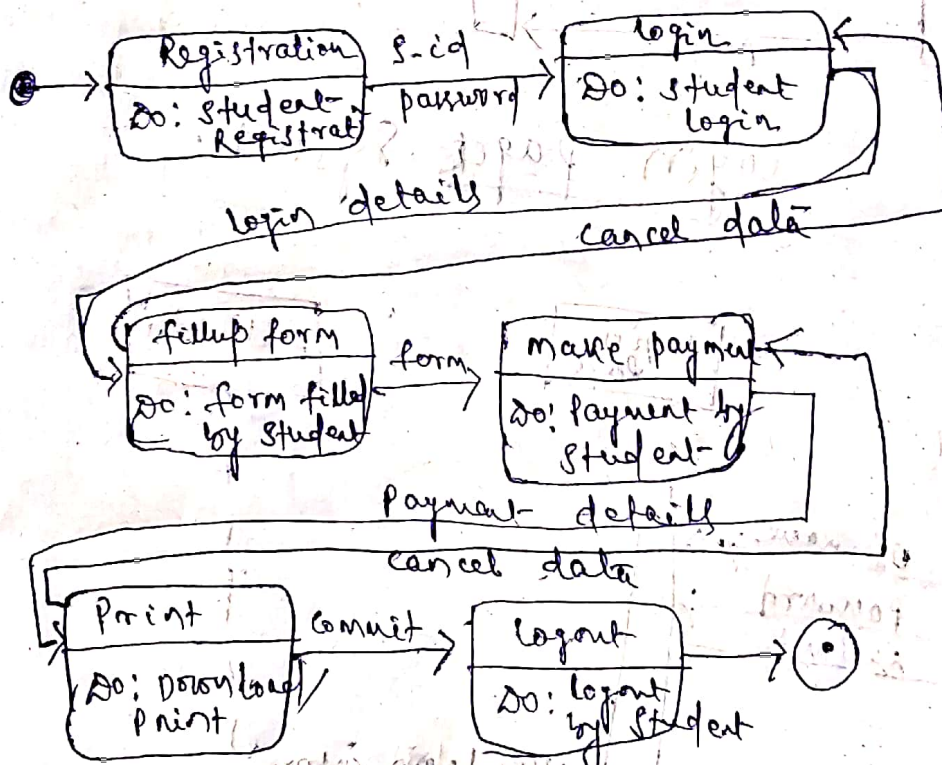 Registration
Do: Student
Registrati
S-id
password
login
Do: Student
login
login details
cancel data
fillup form
Do: form filled
by Student
form
make payment
Do: Payment by
Student
Payment details
cancel data
Print
Do: Download
Print
Commit
logout
Do: logout
by Student